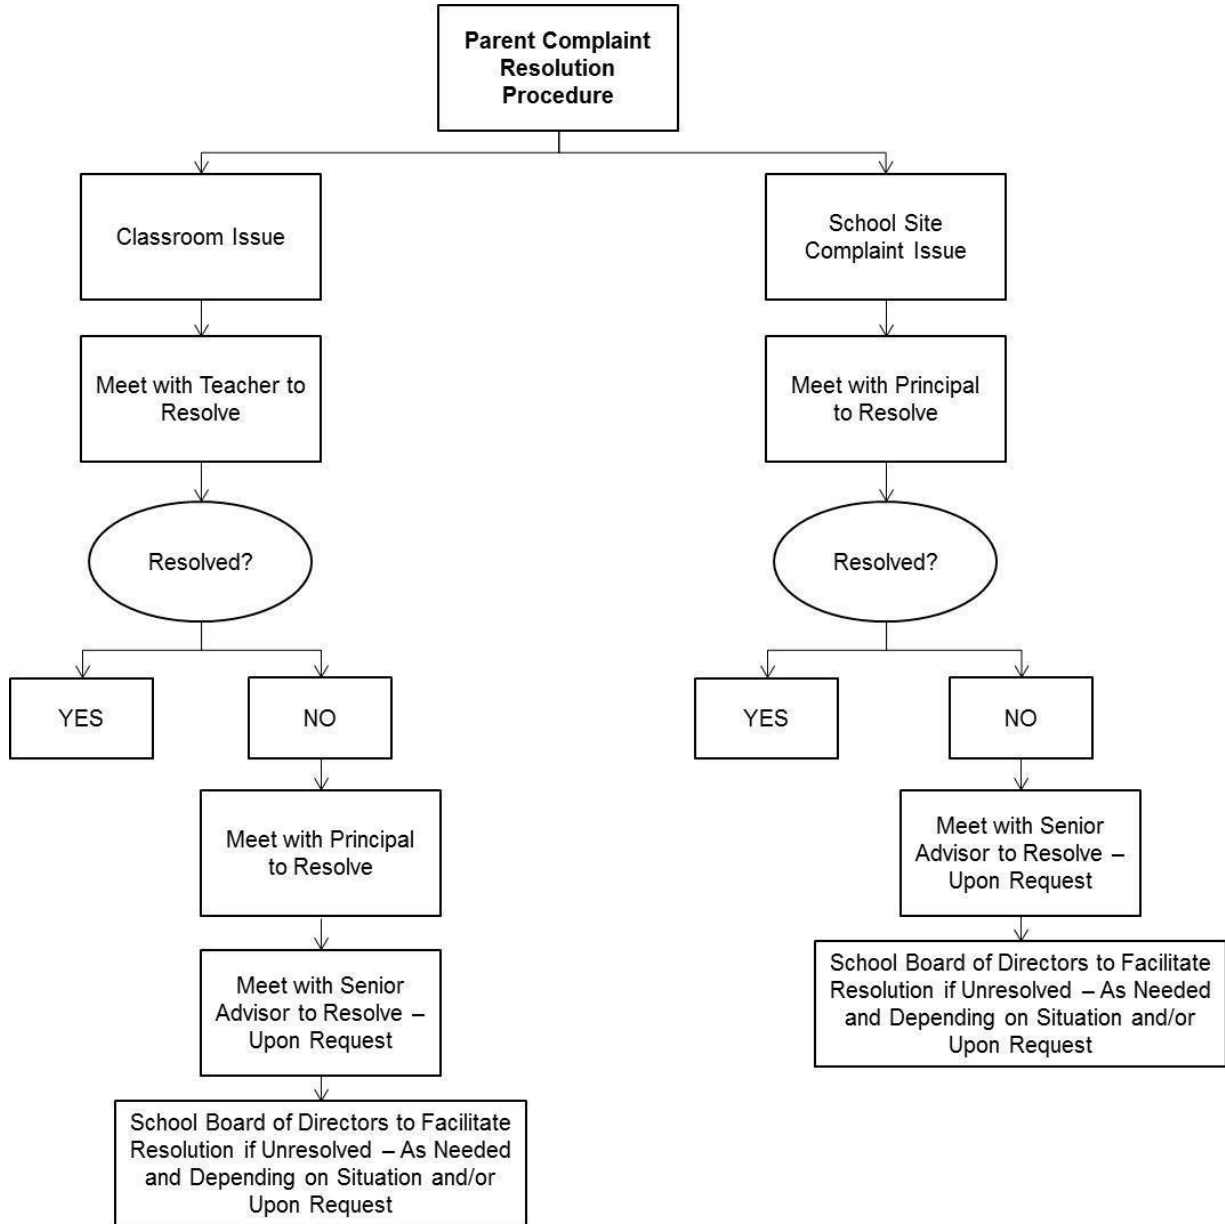 Parent Complaint
Resolution
Procedure
Classroom Issue
School Site
Complaint Issue
Meet with Teacher to
Resolve
Meet with Principal
to Resolve
Resolved?
Resolved?
YES
NO
YES
NO
Meet with Principal
to Resolve
Meet with Senior
Advisor to Resolve –
Upon Request
Meet with Senior
Advisor to Resolve –
Upon Request
School Board of Directors to Facilitate
Resolution if Unresolved – As Needed
and Depending on Situation and/or
Upon Request
School Board of Directors to Facilitate
Resolution if Unresolved – As Needed
and Depending on Situation and/or
Upon Request